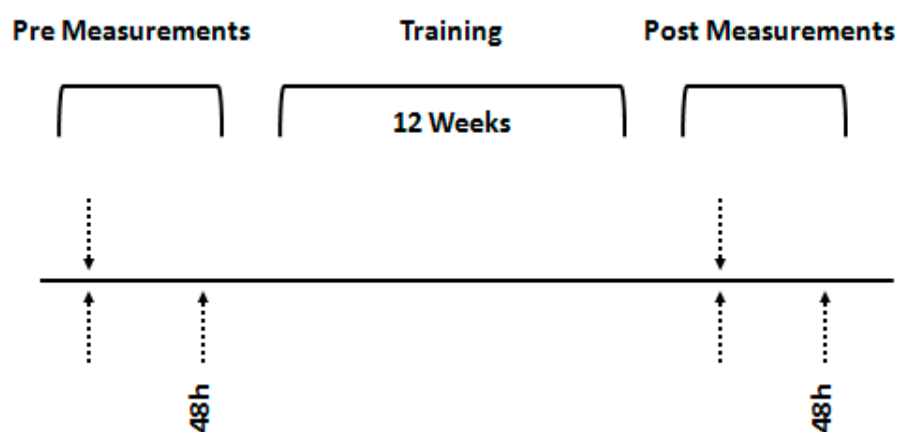 Pre Measurements
Training
Post Measurements
12 Weeks
48h
48h